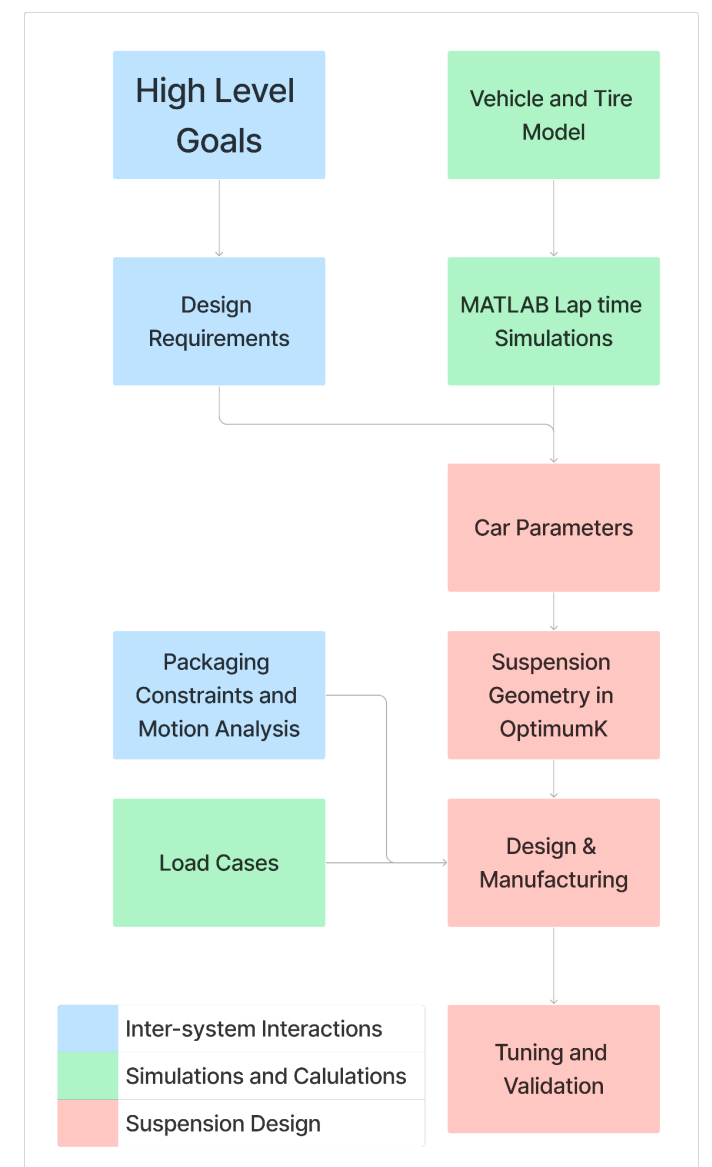 High Level
Goals
Vehicle and Tire
Model
Design
Requirements
MATLAB Lap time
Simulations
Car Parameters
Packaging
Constraints and
Motion Analysis
Suspension
Geometry in
OptimumK
Load Cases
Design &
Manufacturing
Inter-system Interactions
Simulations and Calulations
Suspension Design
Tuning and
Validation